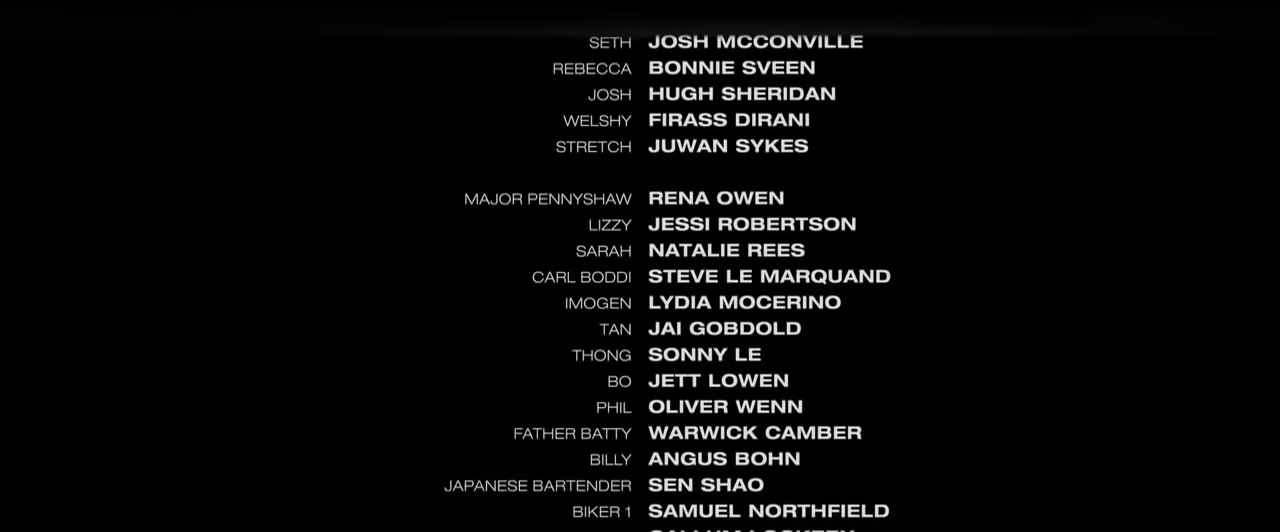 SETH JOSH MCCONVILLE
REBECCA BONNIE SVEEN
JOSH HUGH SHERIDAN
WELSHY FIRASS DIRANI
STRETCH JUWAN SYKES
MAJOR PENNYSHAW RENA OWEN
LIZZY JESSI ROBERTSON
SARAH NATALIE REES
CARL BODDI STEVE LE MARQUAND
IMOGEN LYDIA MOCERINO
TAN JAI GOBDOLD
THONG SONNY LE
BO JETT LOWEN
PHIL OLIVER WENN
FATHER BATTY WARWICK CAMBER
BILLY ANGUS BOHN
JAPANESE BARTENDER SEN SHAO
BIKER 1 SAMUEL NORTHFIELD